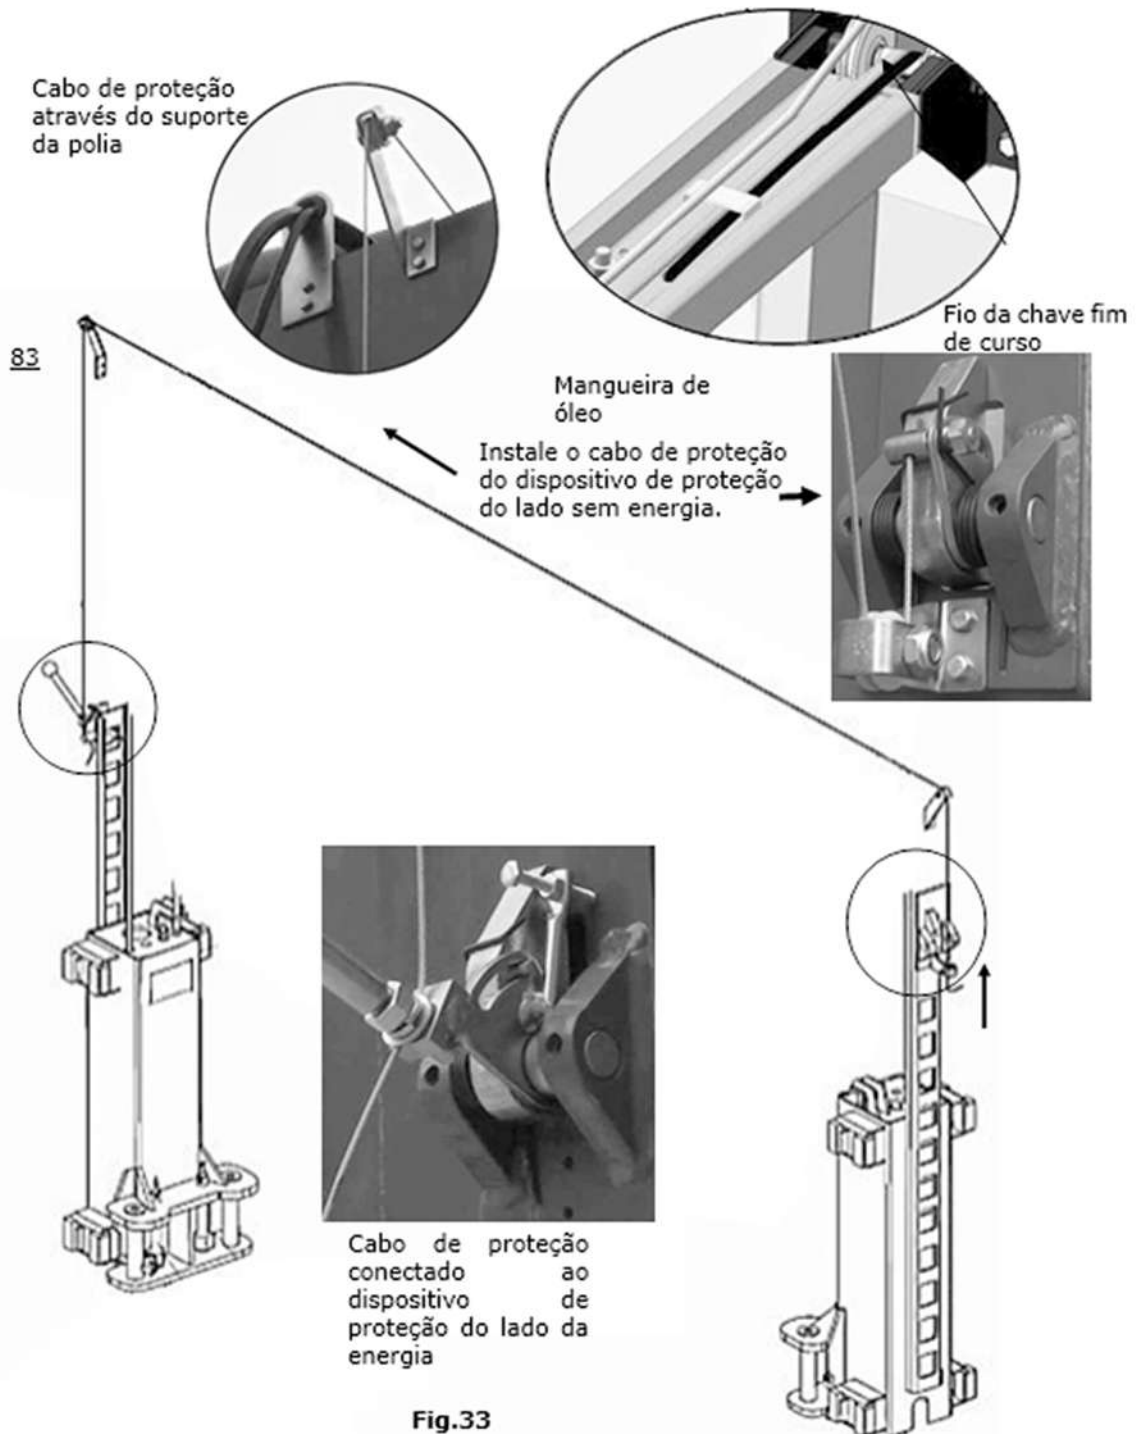 Cabo de proteção
através do suporte
da polia
Fio da chave fim
de curso
83
Mangueira de
óleo
Instale o cabo de proteção
do dispositivo de proteção
do lado sem energia.
Cabo de proteção
conectado ao
dispositivo de
proteção do lado da
energia
Fig.33